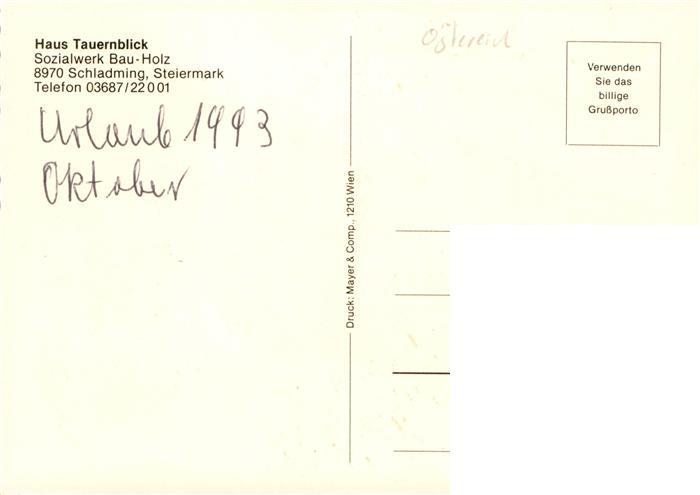 Haus Tauernblick
Sozialwerk Bau-Holz
8970 Schladming, Steiermark
Telefon 03687/22001
Urlaub 1993
Oktober
Druck: Mayer & Comp., 1210 Wien
Östereich
Verwenden
Sie das
billige
Grußporto